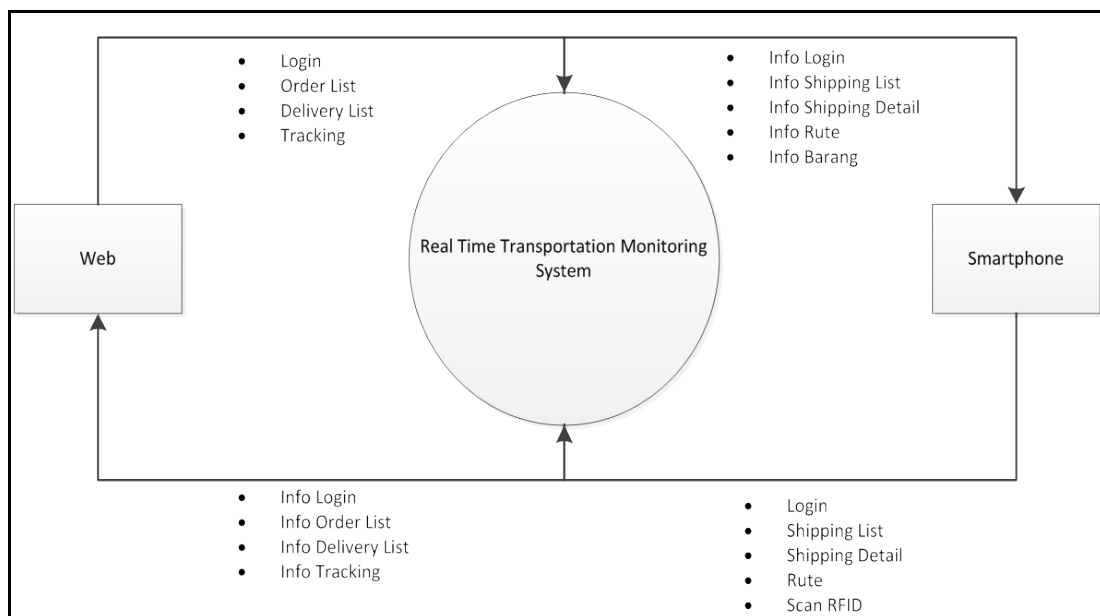 • Login
• Order List
• Delivery List
• Tracking
• Info Login
• Info Shipping List
• Info Shipping Detail
• Info Rute
• Info Barang
Web
Real Time Transportation Monitoring
System
Smartphone
• Info Login
• Info Order List
• Info Delivery List
• Info Tracking
• Login
• Shipping List
• Shipping Detail
• Rute
• Scan RFID